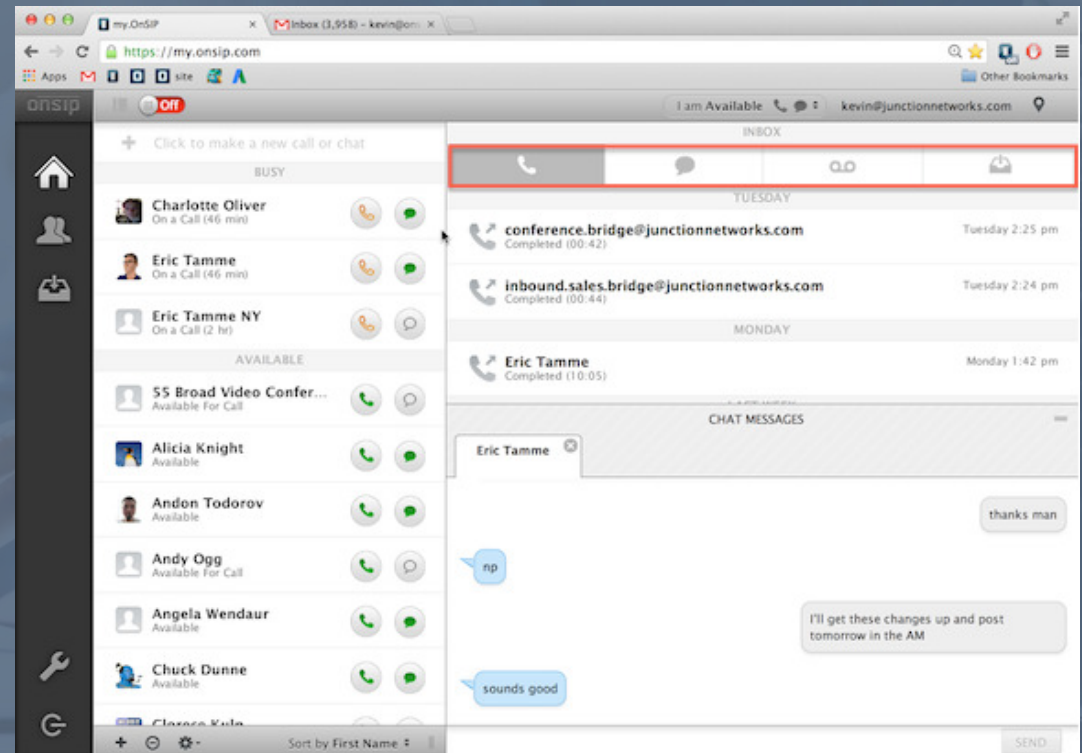 my.OnSIP
Inbox (3,958) - kevin@on
https://my.onsip.com
Apps
site
Other Bookmarks
onsip
Off
I am Available
kevin@junctionnetworks.com
Click to make a new call or chat
BUSY
Charlotte Oliver
On a Call (46 min)
Eric Tamme
On a Call (46 min)
Eric Tamme NY
On a Call (2 hr)
AVAILABLE
55 Broad Video Confer...
Available For Call
Alicia Knight
Available
Andon Todorov
Available
Andy Ogg
Available For Call
Angela Wendaur
Available
Chuck Dunne
Available
Sort by First Name
INBOX
TUESDAY
conference.bridge@junctionnetworks.com
Tuesday 2:25 pm
Completed (00:42)
inbound.sales.bridge@junctionnetworks.com
Tuesday 2:24 pm
Completed (00:44)
MONDAY
Eric Tamme
Monday 1:42 pm
Completed (10:05)
LAST WEEK
CHAT MESSAGES
Eric Tamme
thanks man
np
I'll get these changes up and post
tomorrow in the AM
sounds good
SEND